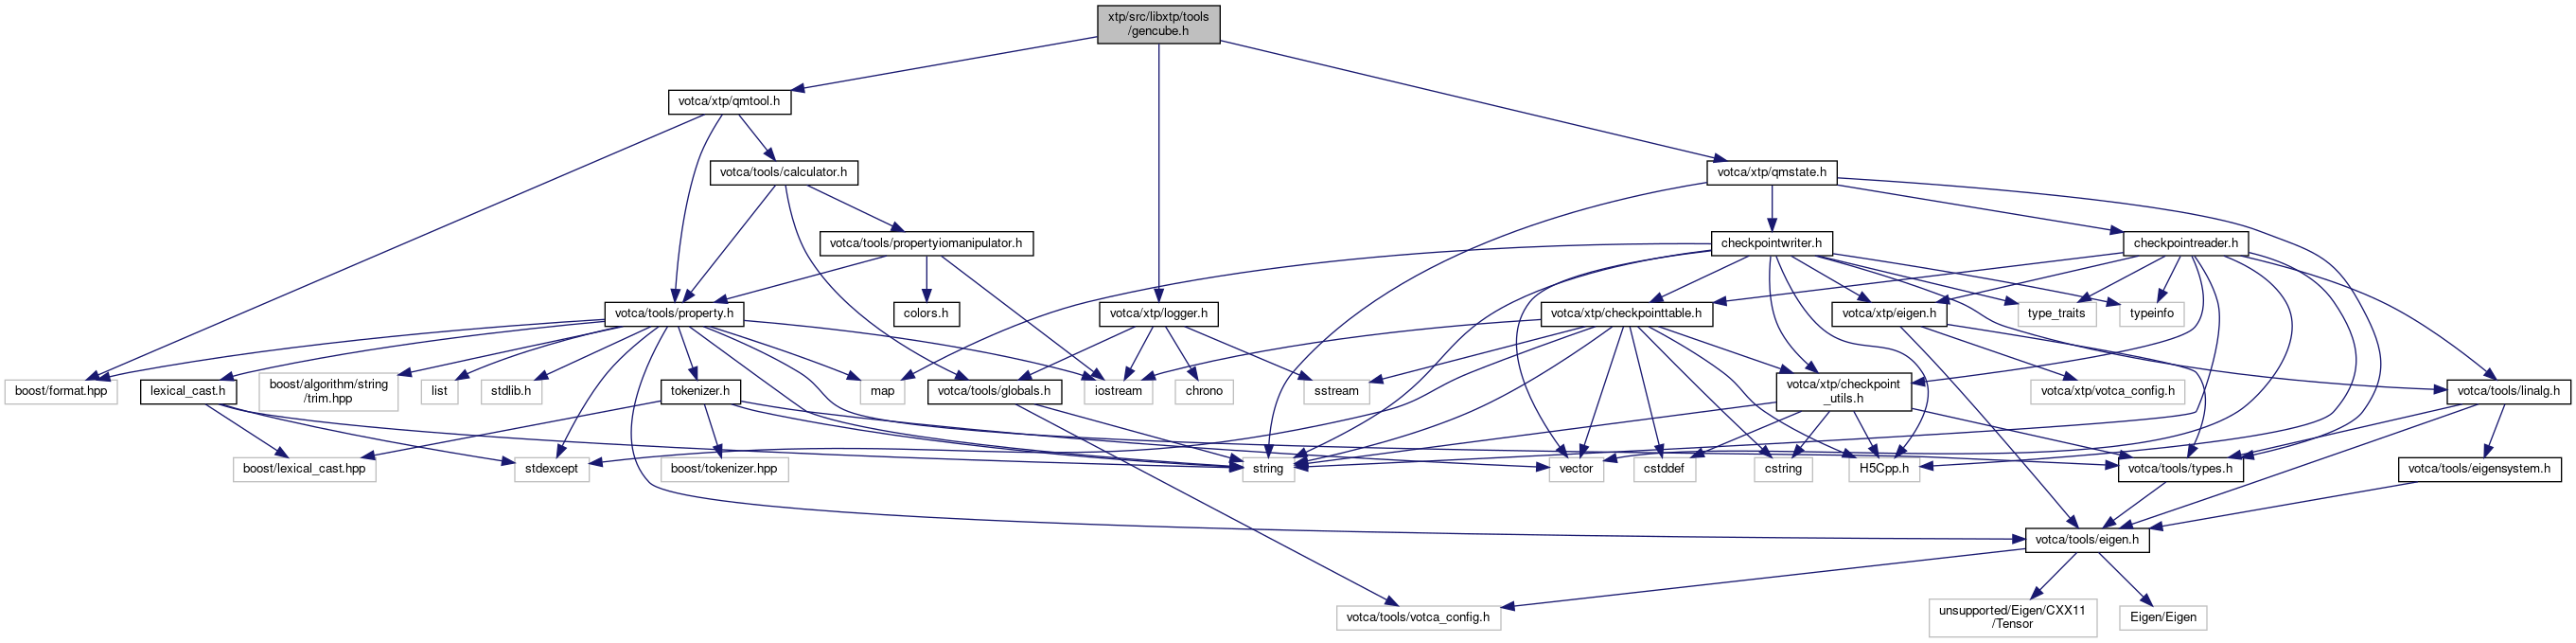 xtp/src/libxtp/tools
/gencube.h
votca/xtp/qmtool.h
votca/tools/calculator.h
votca/xtp/qmstate.h
votca/tools/propertyiomanipulator.h
checkpointwriter.h
checkpointreader.h
votca/tools/property.h
colors.h
votca/xtp/logger.h
votca/xtp/checkpointtable.h
votca/xtp/eigen.h
type_traits
typeinfo
boost/format.hpp
lexical_cast.h
boost/algorithm/string
/trim.hpp
list
stdlib.h
tokenizer.h
map
votca/tools/globals.h
iostream
chrono
sstream
votca/xtp/checkpoint
_utils.h
votca/xtp/votca_config.h
votca/tools/linalg.h
boost/lexical_cast.hpp
stdexcept
boost/tokenizer.hpp
string
vector
cstddef
cstring
H5Cpp.h
votca/tools/types.h
votca/tools/eigensystem.h
votca/tools/eigen.h
votca/tools/votca_config.h
unsupported/Eigen/CXX11
/Tensor
Eigen/Eigen